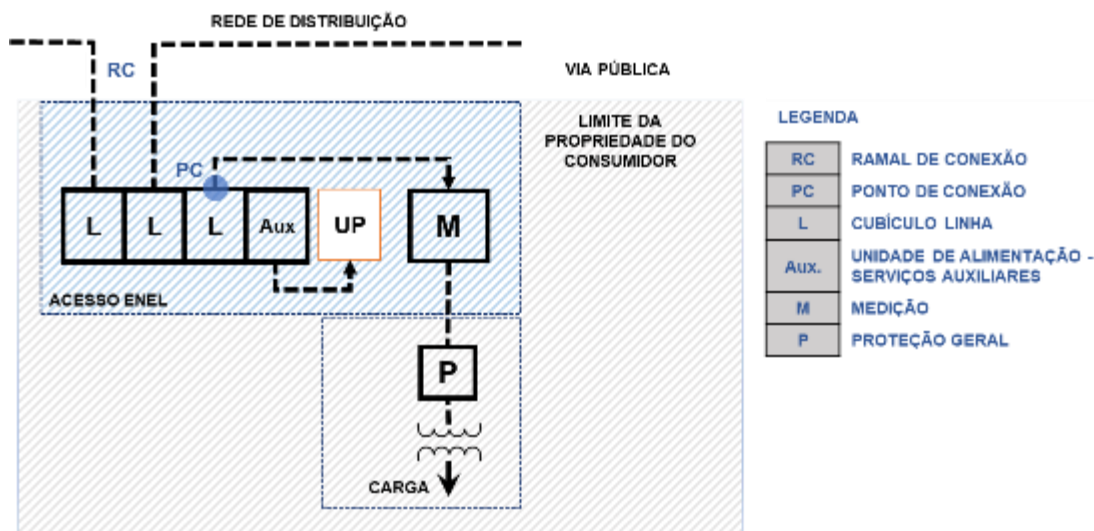 REDE DE DISTRIBUIÇÃO
RC
VIA PÚBLICA
LIMITE DA
PROPRIEDADE DO
CONSUMIDOR
PC
L
L
L
Aux
UP
M
ACESSO ENEL
P
CARGA
LEGENDA
RC RAMAL DE CONEXÃO
PC PONTO DE CONEXÃO
L CUBÍCULO LINHA
Aux. UNIDADE DE ALIMENTAÇÃO -
SERVIÇOS AUXILIARES
M MEDIÇÃO
P PROTEÇÃO GERAL